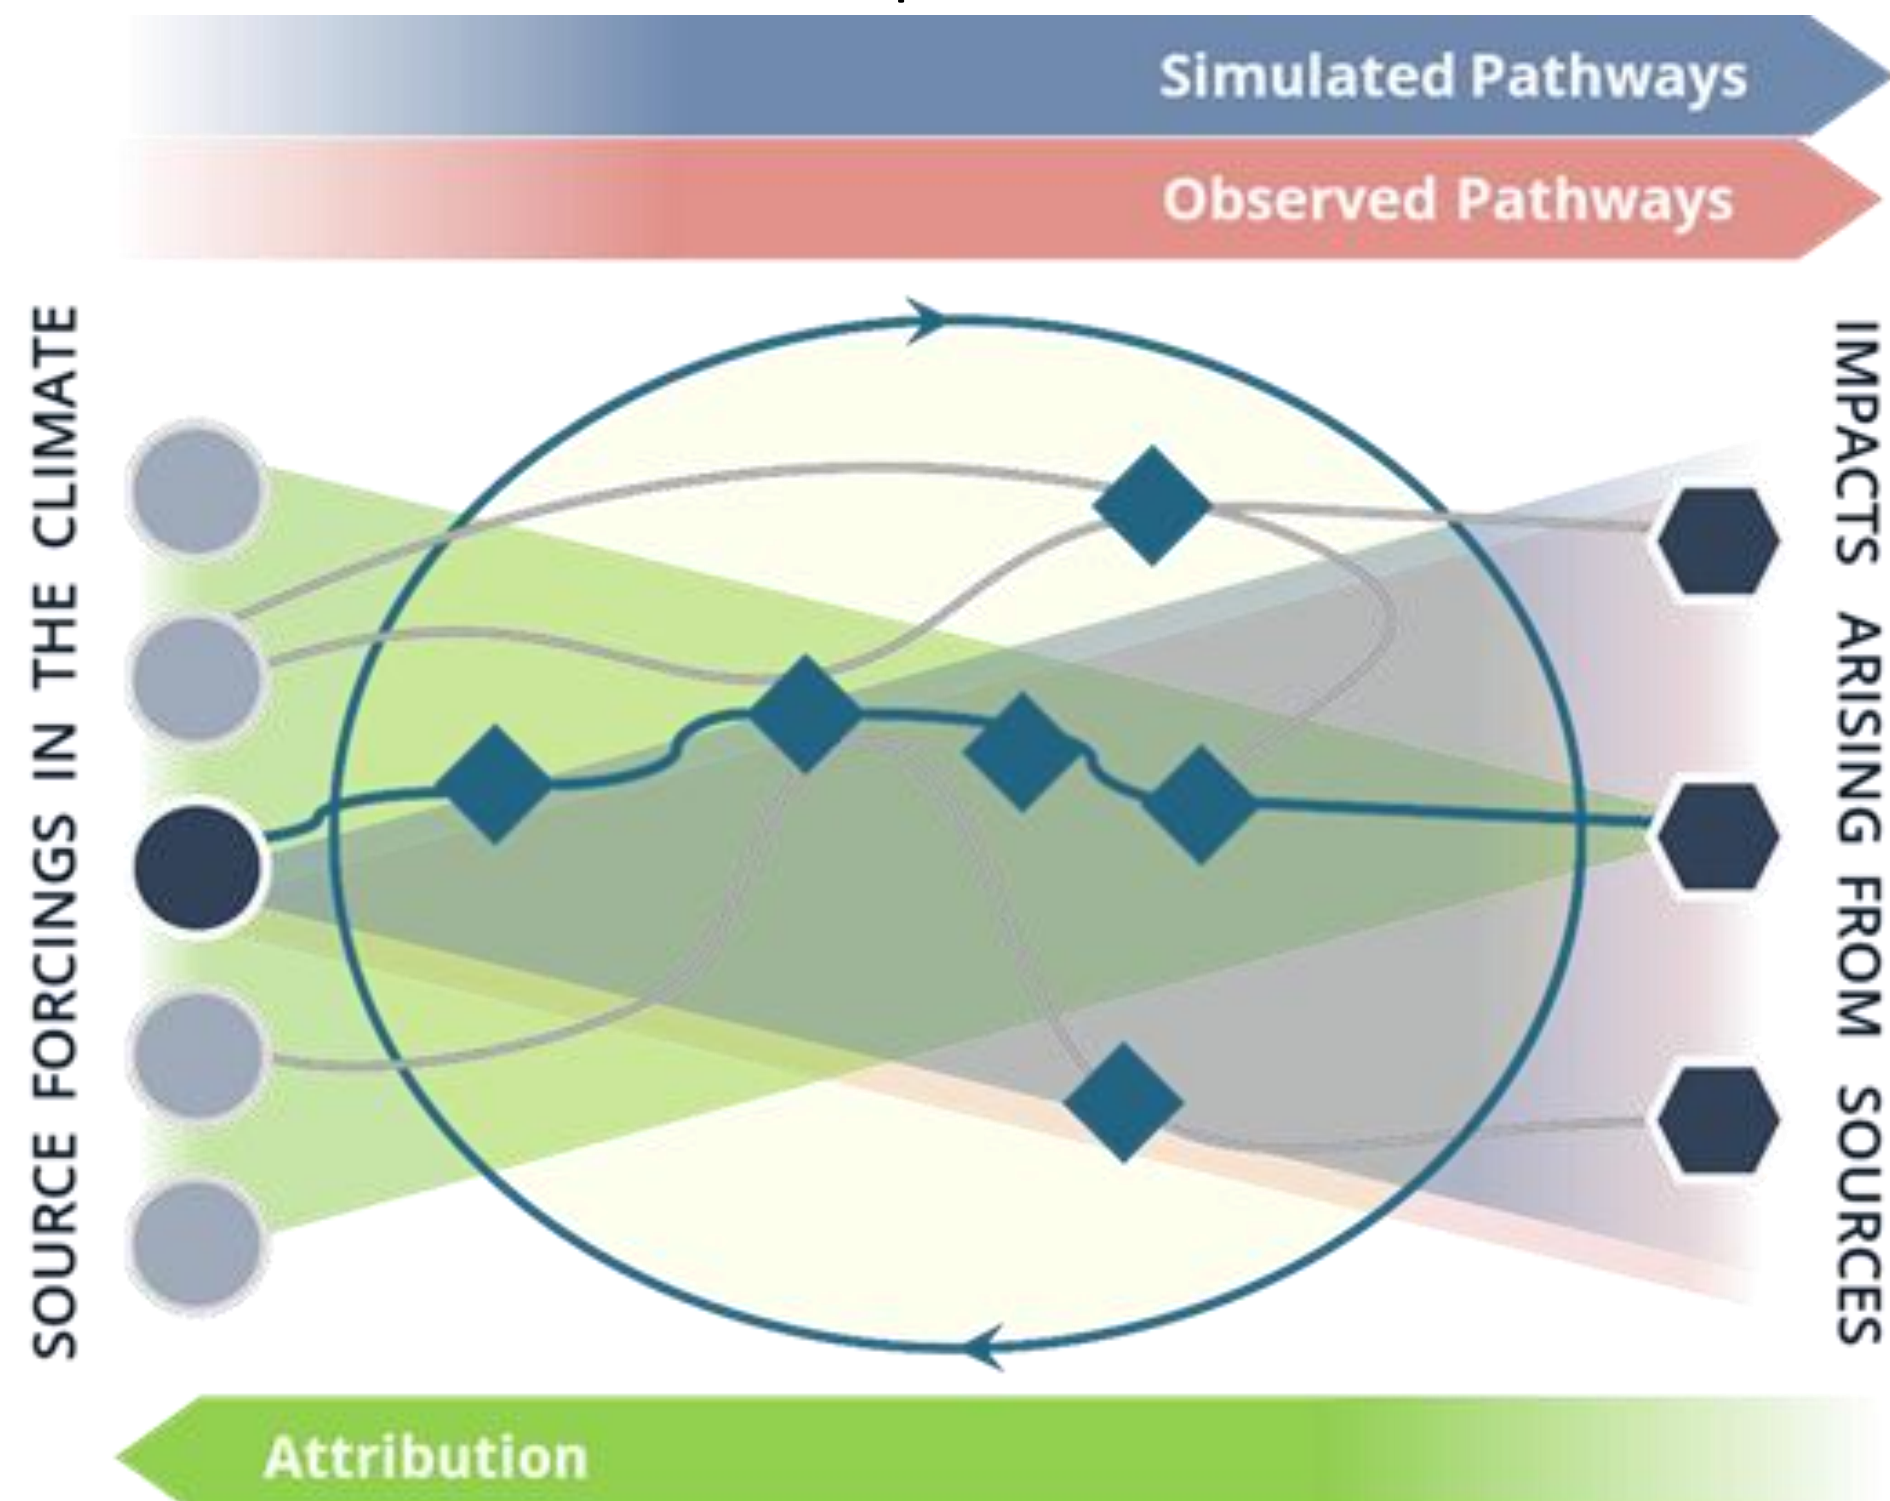 Simulated Pathways
Observed Pathways
SOURCE FORCINGS IN THE CLIMATE
IMPACTS ARISING FROM SOURCES
Attribution